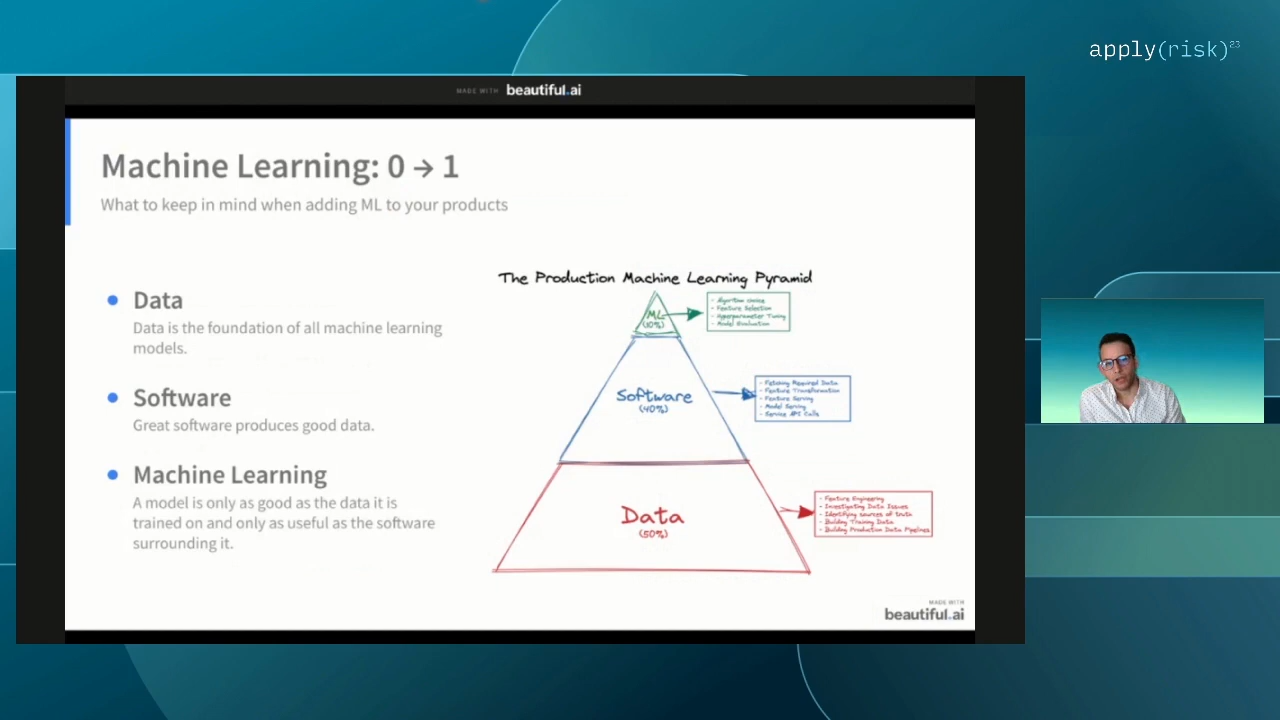 apply(risk)23
MADE WITH beautiful.ai
Machine Learning: 0 → 1
What to keep in mind when adding ML to your products
Data
Data is the foundation of all machine learning
models.
Software
Great software produces good data.
Machine Learning
A model is only as good as the data it is
trained on and only as useful as the software
surrounding it.
The Production Machine Learning Pyramid
ML
(10%)
- Algorithm Choice
- Feature Selection
- Hyperparameter Tuning
- Model Evaluation
Software
(40%)
- Fetching Required Data
- Feature Transformation
- Feature Serving
- Model Serving
- Service API Calls
Data
(50%)
- Feature Engineering
- Investigating Data Issues
- Identifying sources of truth
- Building Training Data
- Building Production Data Pipelines
MADE WITH
beautiful.ai